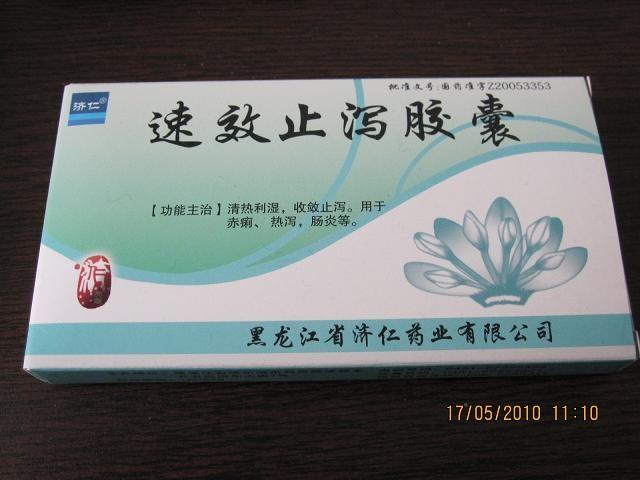 济仁®
批准文号:国药准字Z20053353
速效止泻胶囊
【功能主治】清热利湿，收敛止泻。用于
赤痢、热泻，肠炎等。
黑龙江省济仁药业有限公司
17/05/2010 11:10